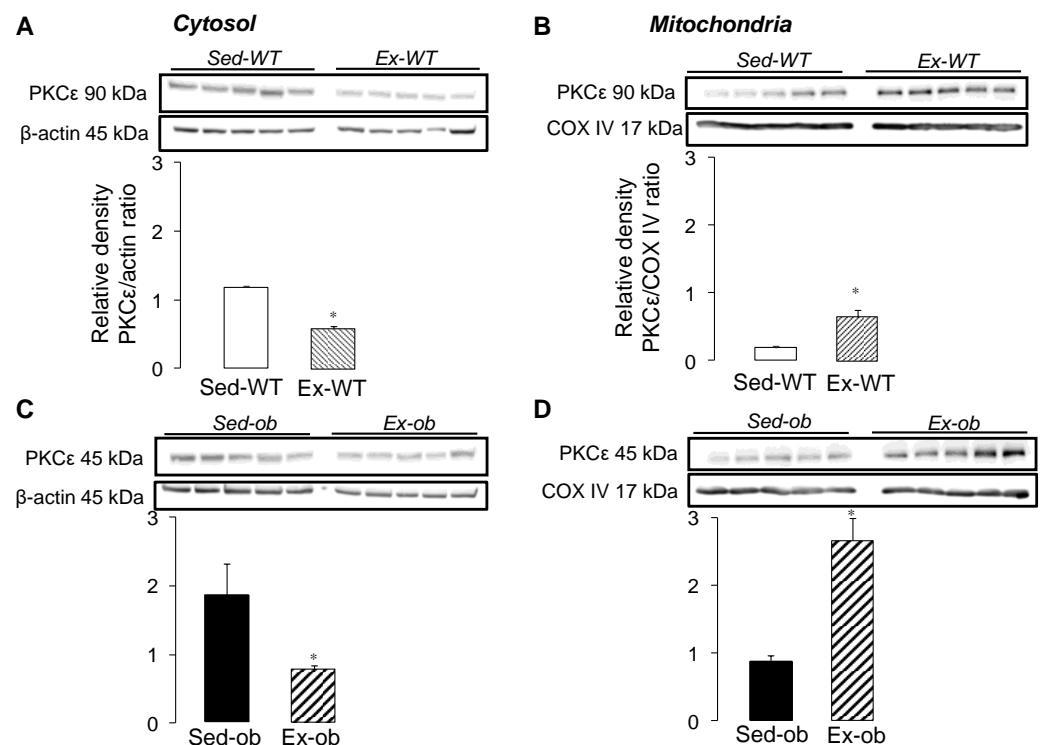 A
Cytosol
Sed-WT Ex-WT
PKCε 90 kDa
β-actin 45 kDa
Relative density
PKCε/actin ratio
3
2
1
0
*
Sed-WT Ex-WT
B
Mitochondria
Sed-WT Ex-WT
PKCε 90 kDa
COX IV 17 kDa
Relative density
PKCε/COX IV ratio
3
2
1
0
*
Sed-WT Ex-WT
C
Sed-ob Ex-ob
PKCε 45 kDa
β-actin 45 kDa
3
2
1
0
*
Sed-ob Ex-ob
D
Sed-ob Ex-ob
PKCε 45 kDa
COX IV 17 kDa
3
2
1
0
*
Sed-ob Ex-ob